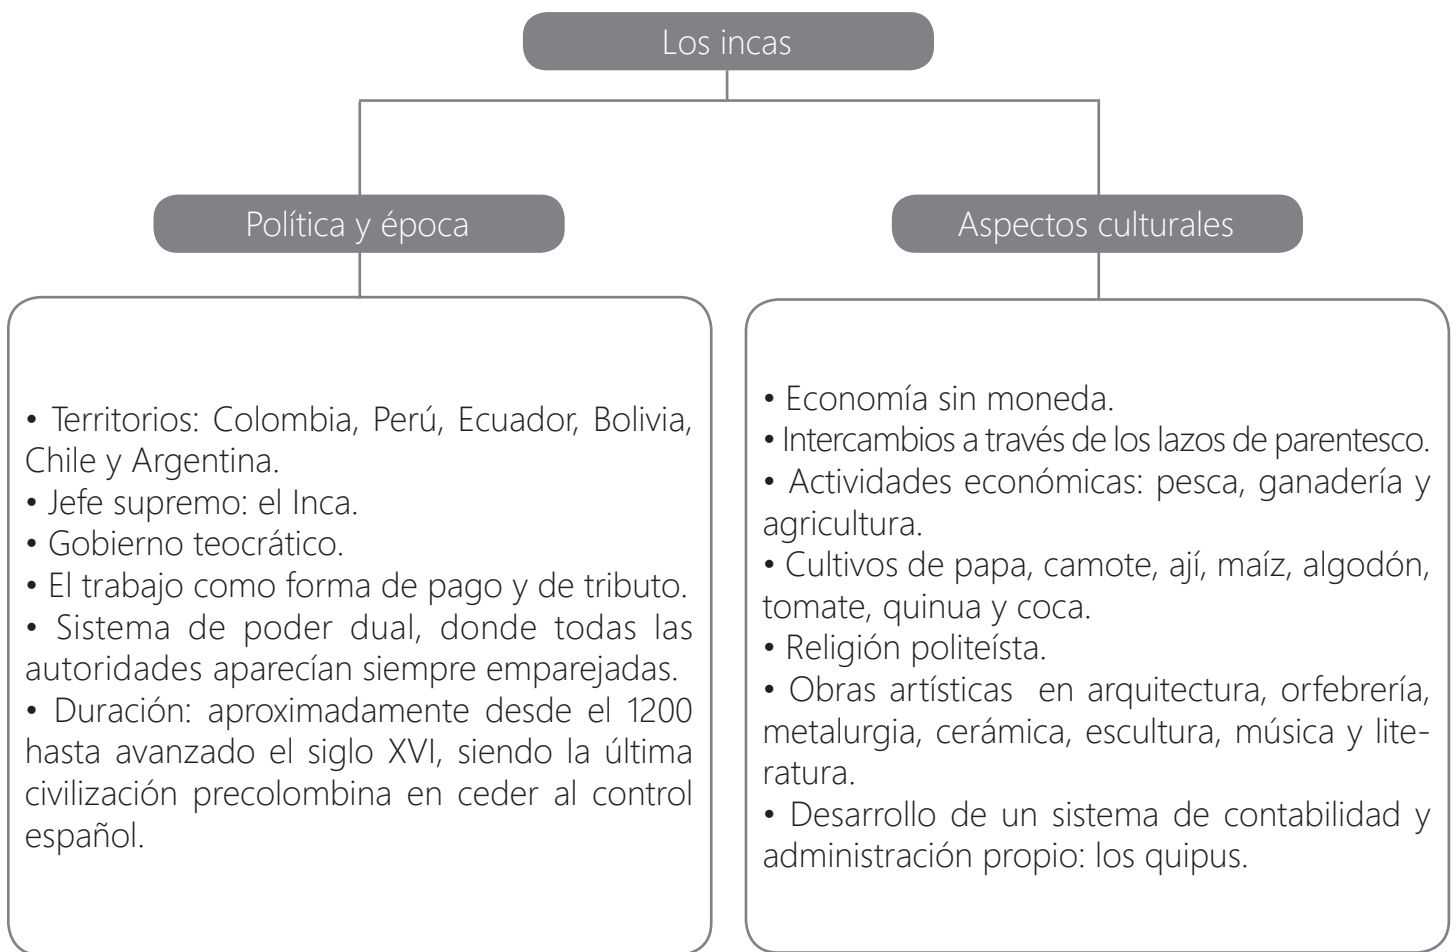 Los incas
Política y época
• Territorios: Colombia, Perú, Ecuador, Bolivia,
Chile y Argentina.
• Jefe supremo: el Inca.
• Gobierno teocrático.
• El trabajo como forma de pago y de tributo.
• Sistema de poder dual, donde todas las
autoridades aparecían siempre emparejadas.
• Duración: aproximadamente desde el 1200
hasta avanzado el siglo XVI, siendo la última
civilización precolombina en ceder al control
español.
Aspectos culturales
• Economía sin moneda.
• Intercambios a través de los lazos de parentesco.
• Actividades económicas: pesca, ganadería y
agricultura.
• Cultivos de papa, camote, ají, maíz, algodón,
tomate, quinua y coca.
• Religión politeísta.
• Obras artísticas en arquitectura, orfebrería,
metalurgia, cerámica, escultura, música y lite-
ratura.
• Desarrollo de un sistema de contabilidad y
administración propio: los quipus.